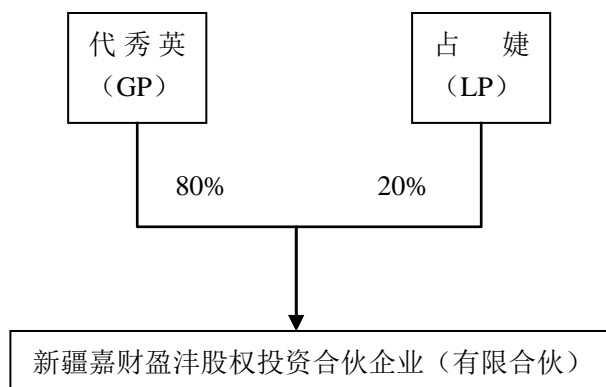 代 秀 英
（GP）
占 婕
（LP）
80%
20%
新疆嘉财盈沣股权投资合伙企业（有限合伙）